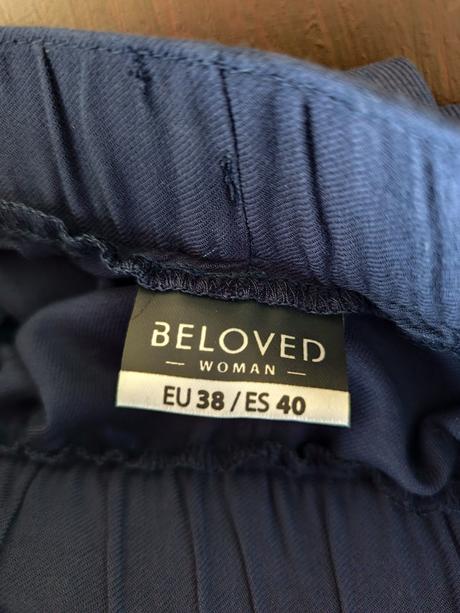 BELOVED
— WOMAN —
EU 38 / ES 40